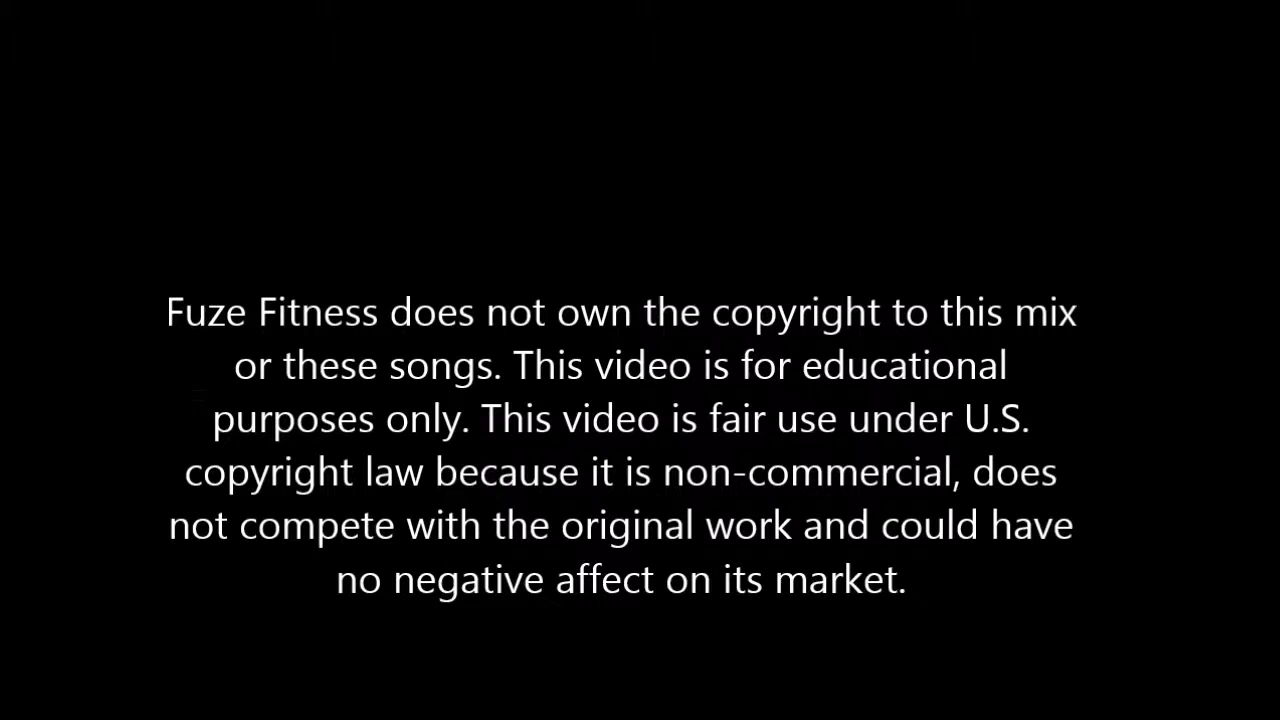 Fuze Fitness does not own the copyright to this mix
or these songs. This video is for educational
purposes only. This video is fair use under U.S.
copyright law because it is non-commercial, does
not compete with the original work and could have
no negative affect on its market.